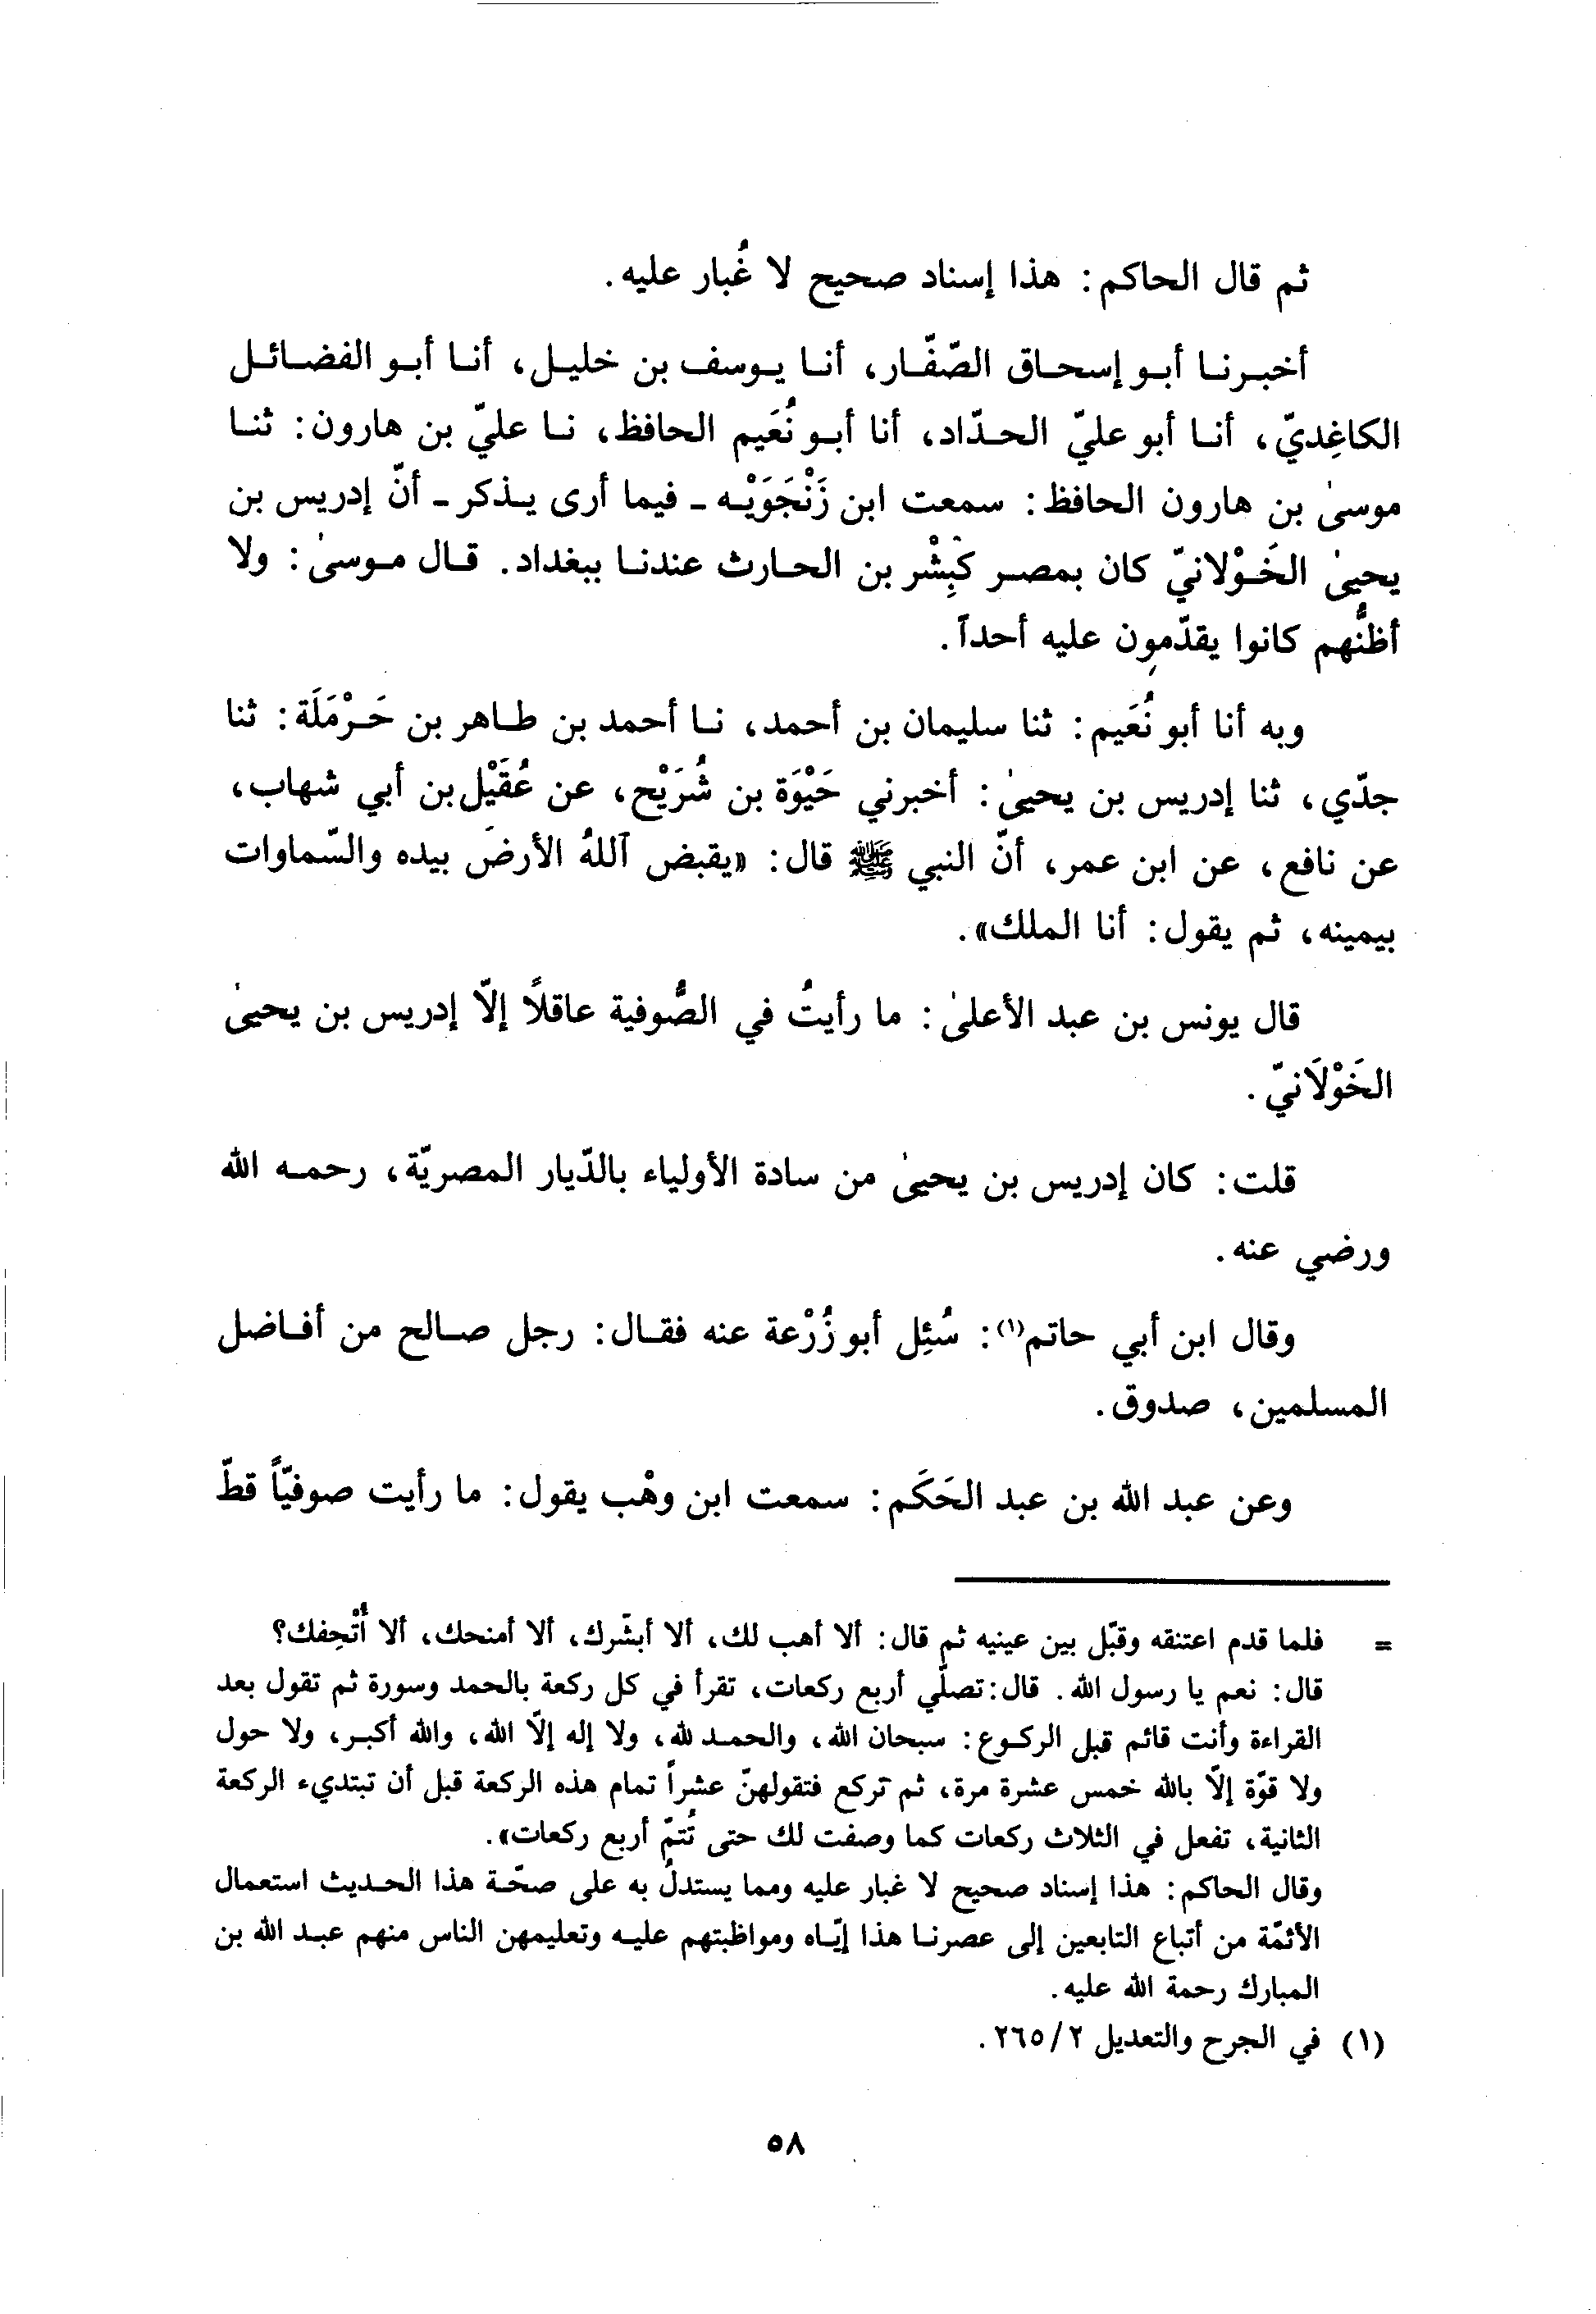 ثم قال الحاكم: هذا إسناد صحيح لا غُبار عليه.
أخبرنا أبو إسحاق الصّفّار، أنا يوسف بن خليل، أنا أبو الفضائل
الكاغِديّ، أنا أبو عليّ الحدّاد، أنا أبو نُعَيم الحافظ، نا عليّ بن هارون: ثنا
موسىٰ بن هارون الحافظ: سمعت ابن زَنْجَوَيْه - فيما أرى يذكر - أنّ إدريس بن
يحيىٰ الخَوْلانيّ كان بمصر كَبِشْر بن الحارث عندنا ببغداد. قال موسىٰ: ولا
أظنُّهم كانوا يقدّمون عليه أحداً.
وبه أنا أبو نُعَيم: ثنا سليمان بن أحمد، نا أحمد بن طاهر بن حَرْمَلَة: ثنا
جدّي، ثنا إدريس بن يحيىٰ: أخبرني حَيْوَة بن شُرَيْح، عن عُقَيْل بن أبي شهاب،
عن نافع، عن ابن عمر، أنّ النبي ﷺ قال: «يقبض آللهُ الأرضَ بيده والسّماوات
بيمينه، ثم يقول: أنا الملك».
قال يونس بن عبد الأعلىٰ: ما رأيتُ في الصُّوفية عاقلًا إلّا إدريس بن يحيىٰ
الخَوْلَانيّ.
قلت: كان إدريس بن يحيىٰ من سادة الأولياء بالدّيار المصريّة، رحمه الله
ورضي عنه.
وقال ابن أبي حاتم(١): سُئِل أبو زُرْعة عنه فقال: رجل صالح من أفاضل
المسلمين، صدوق.
وعن عبد الله بن عبد الحَكَم: سمعت ابن وهْب يقول: ما رأيت صوفيّاً قطّ
= فلما قدم اعتنقه وقبّل بين عينيه ثم قال: ألا أهب لك، ألا أبشّرك، ألا أمنحك، ألا أُتْحِفك؟
قال: نعم يا رسول الله. قال: تصلّي أربع ركعات، تقرأ في كل ركعة بالحمد وسورة ثم تقول بعد
القراءة وأنت قائم قبل الركوع: سبحان الله، والحمد لله، ولا إله إلّا الله، والله أكبر، ولا حول
ولا قوّة إلّا بالله خمس عشرة مرة، ثم تركع فتقولهنّ عشراً تمام هذه الركعة قبل أن تبتديء الركعة
الثانية، تفعل في الثلاث ركعات كما وصفت لك حتى تُتمّ أربع ركعات».
وقال الحاكم: هذا إسناد صحيح لا غبار عليه ومما يستدلّ به على صحّة هذا الحديث استعمال
الأئمّة من أتباع التابعين إلى عصرنا هذا إيّاه ومواظبتهم عليه وتعليمهن الناس منهم عبد الله بن
المبارك رحمة الله عليه.
(١) في الجرح والتعديل ٢/٢٦٥.
٥٨